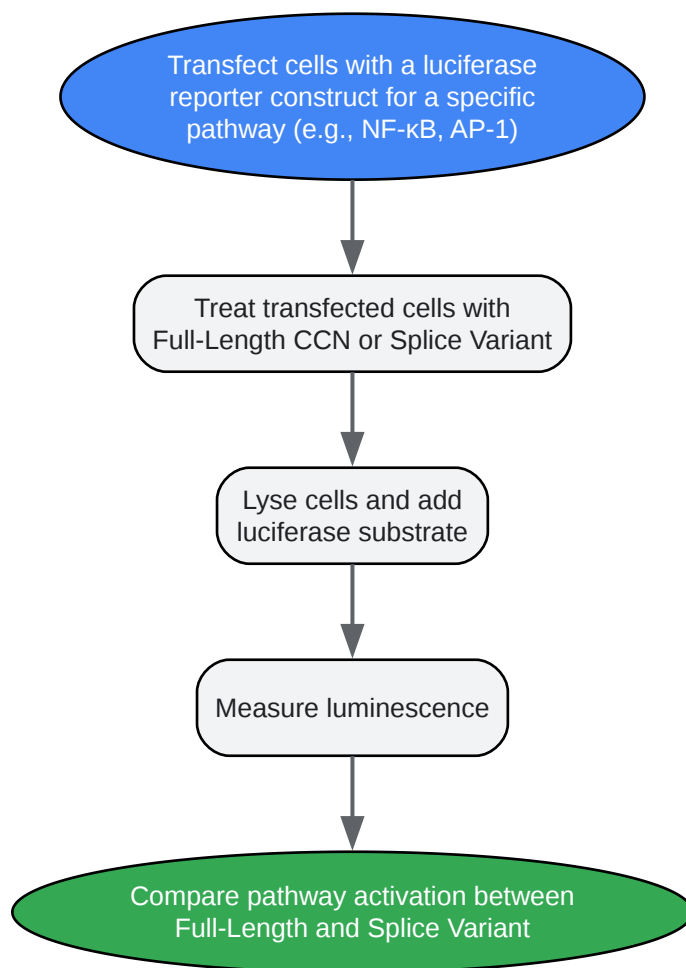 Transfect cells with a luciferase
reporter construct for a specific
pathway (e.g., NF-κB, AP-1)
Treat transfected cells with
Full-Length CCN or Splice Variant
Lyse cells and add
luciferase substrate
Measure luminescence
Compare pathway activation between
Full-Length and Splice Variant